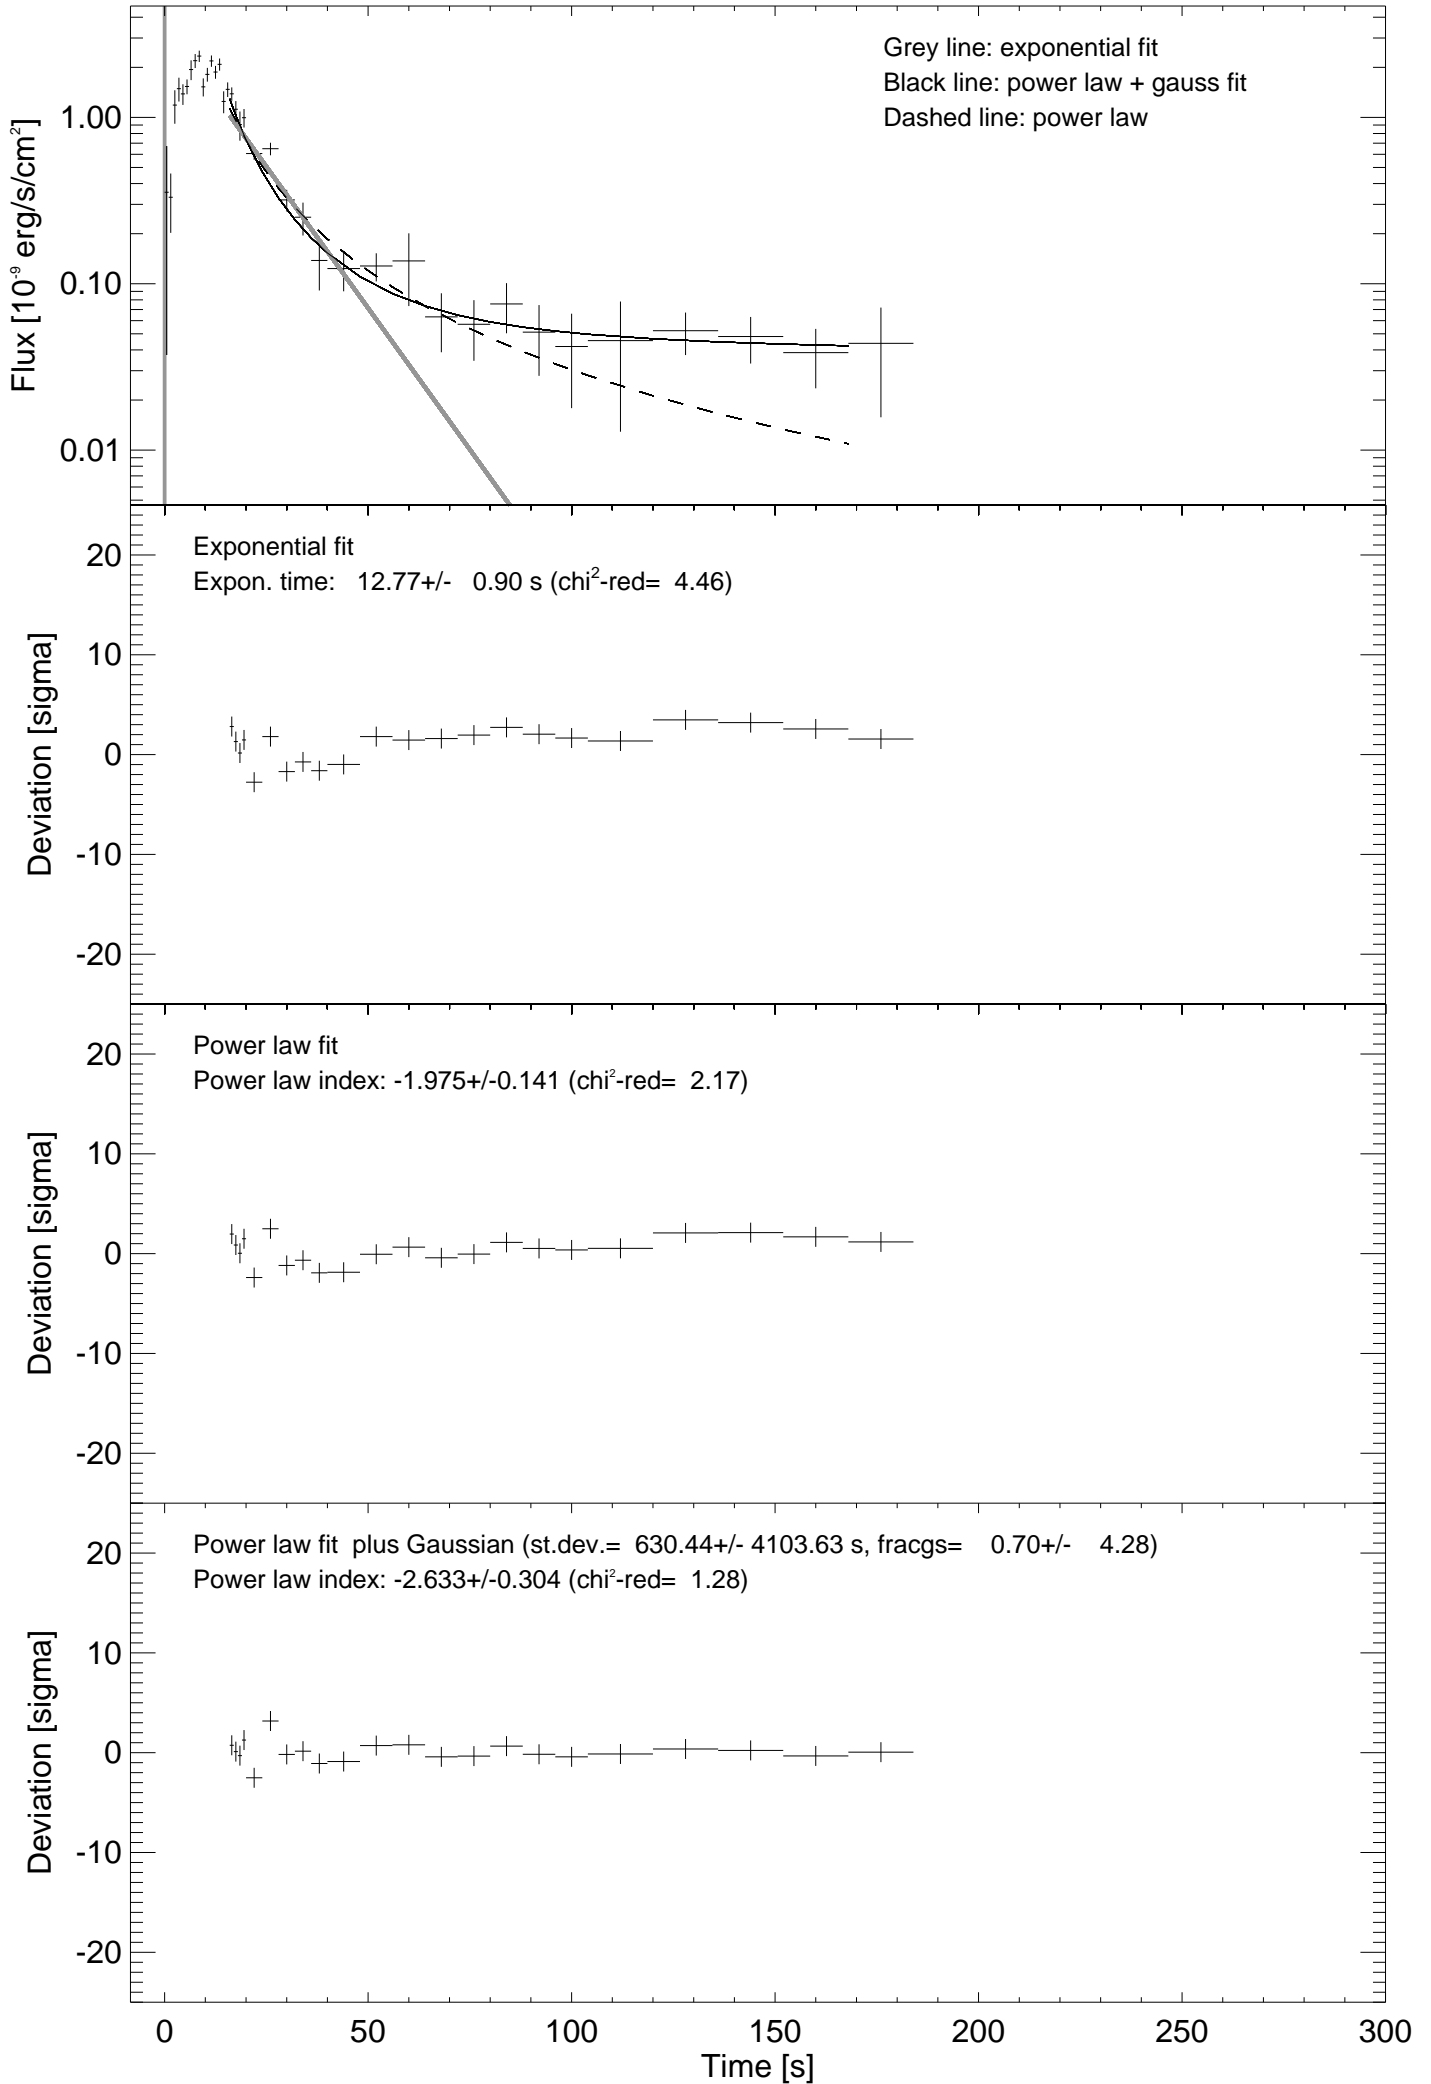 Grey line: exponential fit
Black line: power law + gauss fit
Dashed line: power law
1.00
0.10
0.01
Flux [10⁻⁹ erg/s/cm²]
Exponential fit
Expon. time: 12.77+/- 0.90 s (chi²-red= 4.46)
20
10
0
-10
-20
Deviation [sigma]
Power law fit
Power law index: -1.975+/-0.141 (chi²-red= 2.17)
20
10
0
-10
-20
Deviation [sigma]
Power law fit plus Gaussian (st.dev.= 630.44+/- 4103.63 s, fracgs= 0.70+/- 4.28)
Power law index: -2.633+/-0.304 (chi²-red= 1.28)
20
10
0
-10
-20
Deviation [sigma]
0 50 100 150 200 250 300
Time [s]